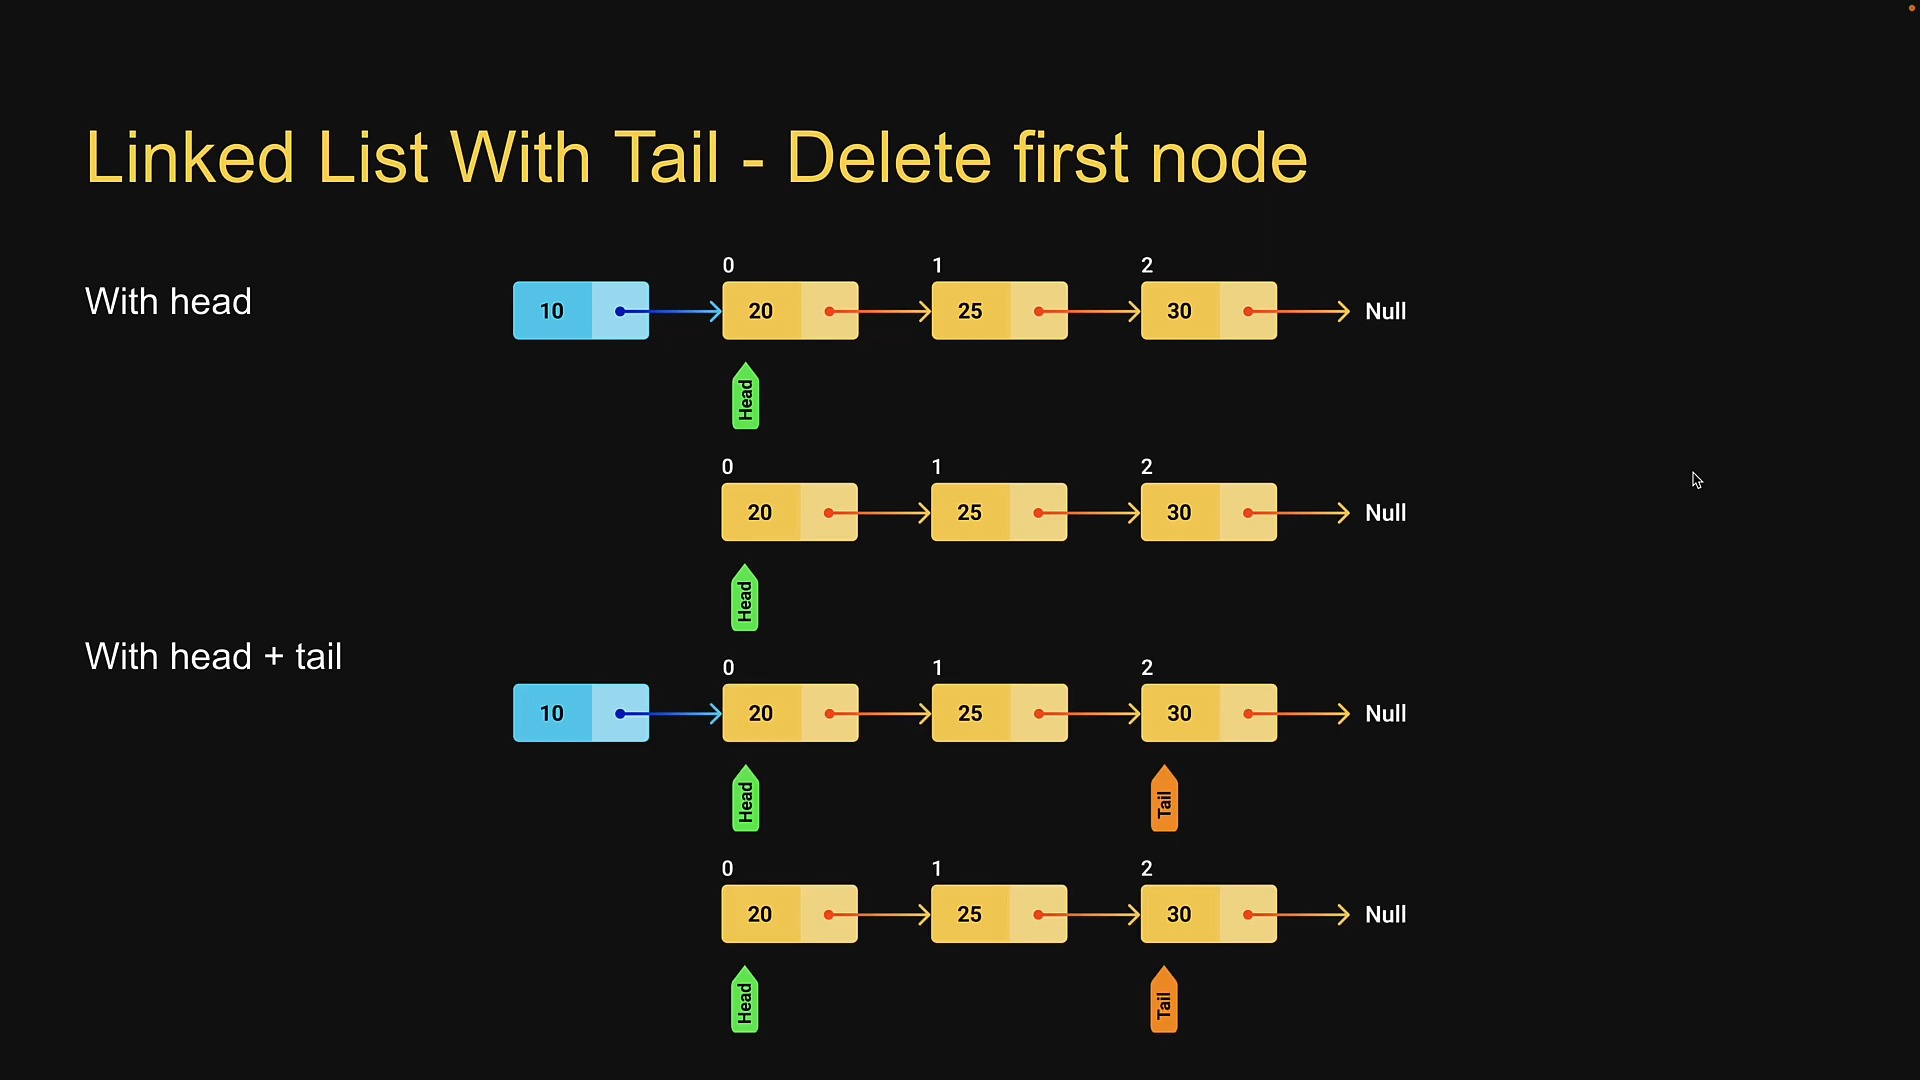 Linked List With Tail - Delete first node
With head
0 1 2
10 20 25 30 Null
Head
0 1 2
20 25 30 Null
Head
With head + tail
0 1 2
10 20 25 30 Null
Head Tail
0 1 2
20 25 30 Null
Head Tail